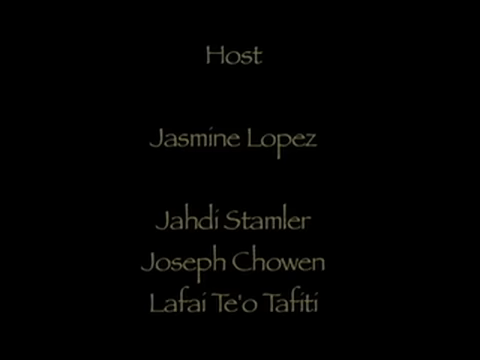 Host
Jasmine Lopez
Jahdi Stamler
Joseph Chowen
Lafai Te'o Tafiti